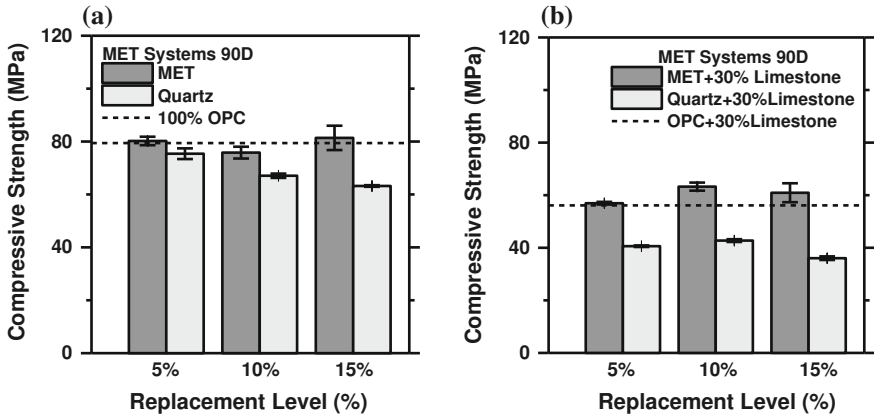 (a)
Compressive Strength (MPa)
120
80
40
0
MET Systems 90D
MET
Quartz
100% OPC
5%
10%
15%
Replacement Level (%)
(b)
Compressive Strength (MPa)
120
80
40
0
MET Systems 90D
MET+30% Limestone
Quartz+30%Limestone
OPC+30%Limestone
5%
10%
15%
Replacement Level (%)